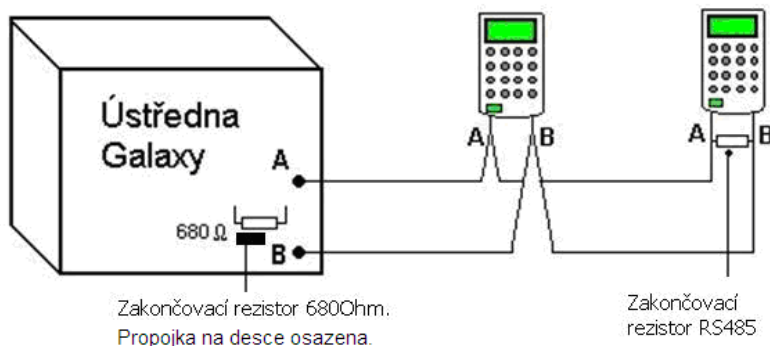 Ústředna
Galaxy
A
680 Ω
B
A
B
A
B
Zakončovací rezistor 680Ohm.
Propojka na desce osazena.
Zakončovací
rezistor RS485